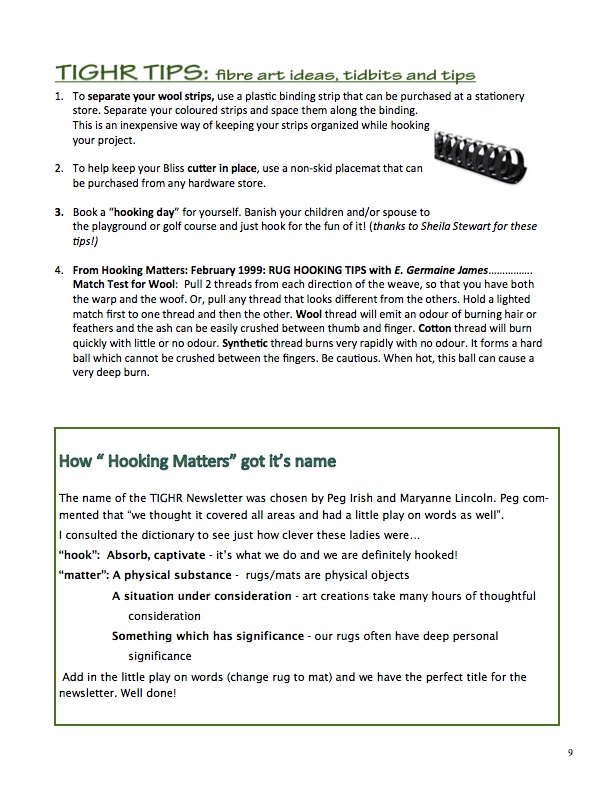 TIGHR TIPS: fibre art ideas, tidbits and tips
1. To separate your wool strips, use a plastic binding strip that can be purchased at a stationery
store. Separate your coloured strips and space them along the binding.
This is an inexpensive way of keeping your strips organized while hooking
your project.
2. To help keep your Bliss cutter in place, use a non-skid placemat that can
be purchased from any hardware store.
3. Book a “hooking day” for yourself. Banish your children and/or spouse to
the playground or golf course and just hook for the fun of it! (thanks to Sheila Stewart for these
tips!)
4. From Hooking Matters: February 1999: RUG HOOKING TIPS with E. Germaine James……………
Match Test for Wool:  Pull 2 threads from each direction of the weave, so that you have both
the warp and the woof. Or, pull any thread that looks different from the others. Hold a lighted
match first to one thread and then the other. Wool thread will emit an odour of burning hair or
feathers and the ash can be easily crushed between thumb and finger. Cotton thread will burn
quickly with little or no odour. Synthetic thread burns very rapidly with no odour. It forms a hard
ball which cannot be crushed between the fingers. Be cautious. When hot, this ball can cause a
very deep burn.
How “ Hooking Matters” got it’s name
The name of the TIGHR Newsletter was chosen by Peg Irish and Maryanne Lincoln. Peg com-
mented that “we thought it covered all areas and had a little play on words as well”.
I consulted the dictionary to see just how clever these ladies were…
“hook”:  Absorb, captivate - it’s what we do and we are definitely hooked!
“matter”: A physical substance -  rugs/mats are physical objects
A situation under consideration - art creations take many hours of thoughtful
consideration
Something which has significance - our rugs often have deep personal
significance
Add in the little play on words (change rug to mat) and we have the perfect title for the
newsletter. Well done!
9